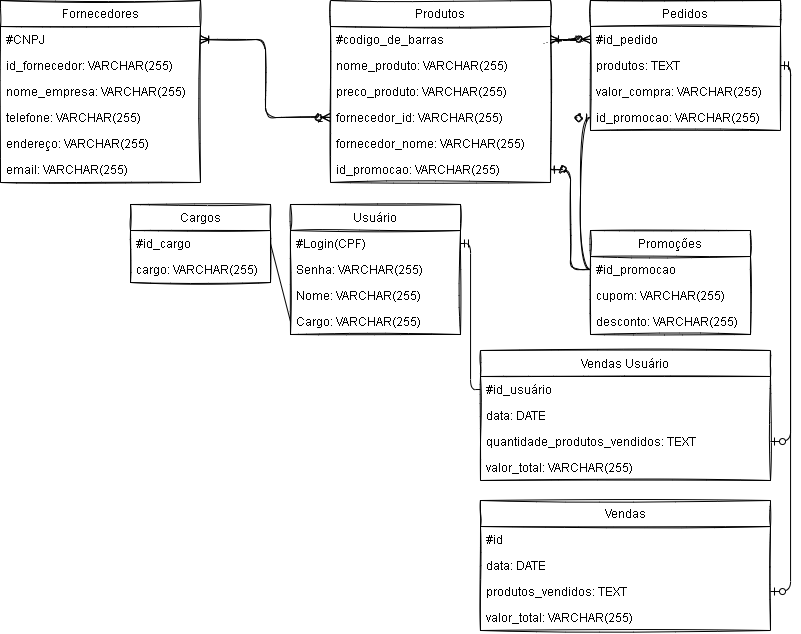 Fornecedores
#CNPJ
id_fornecedor: VARCHAR(255)
nome_empresa: VARCHAR(255)
telefone: VARCHAR(255)
endereço: VARCHAR(255)
email: VARCHAR(255)
Produtos
#codigo_de_barras
nome_produto: VARCHAR(255)
preco_produto: VARCHAR(255)
fornecedor_id: VARCHAR(255)
fornecedor_nome: VARCHAR(255)
id_promocao: VARCHAR(255)
Pedidos
#id_pedido
produtos: TEXT
valor_compra: VARCHAR(255)
id_promocao: VARCHAR(255)
Cargos
#id_cargo
cargo: VARCHAR(255)
Usuário
#Login(CPF)
Senha: VARCHAR(255)
Nome: VARCHAR(255)
Cargo: VARCHAR(255)
Promoções
#id_promocao
cupom: VARCHAR(255)
desconto: VARCHAR(255)
Vendas Usuário
#id_usuário
data: DATE
quantidade_produtos_vendidos: TEXT
valor_total: VARCHAR(255)
Vendas
#id
data: DATE
produtos_vendidos: TEXT
valor_total: VARCHAR(255)